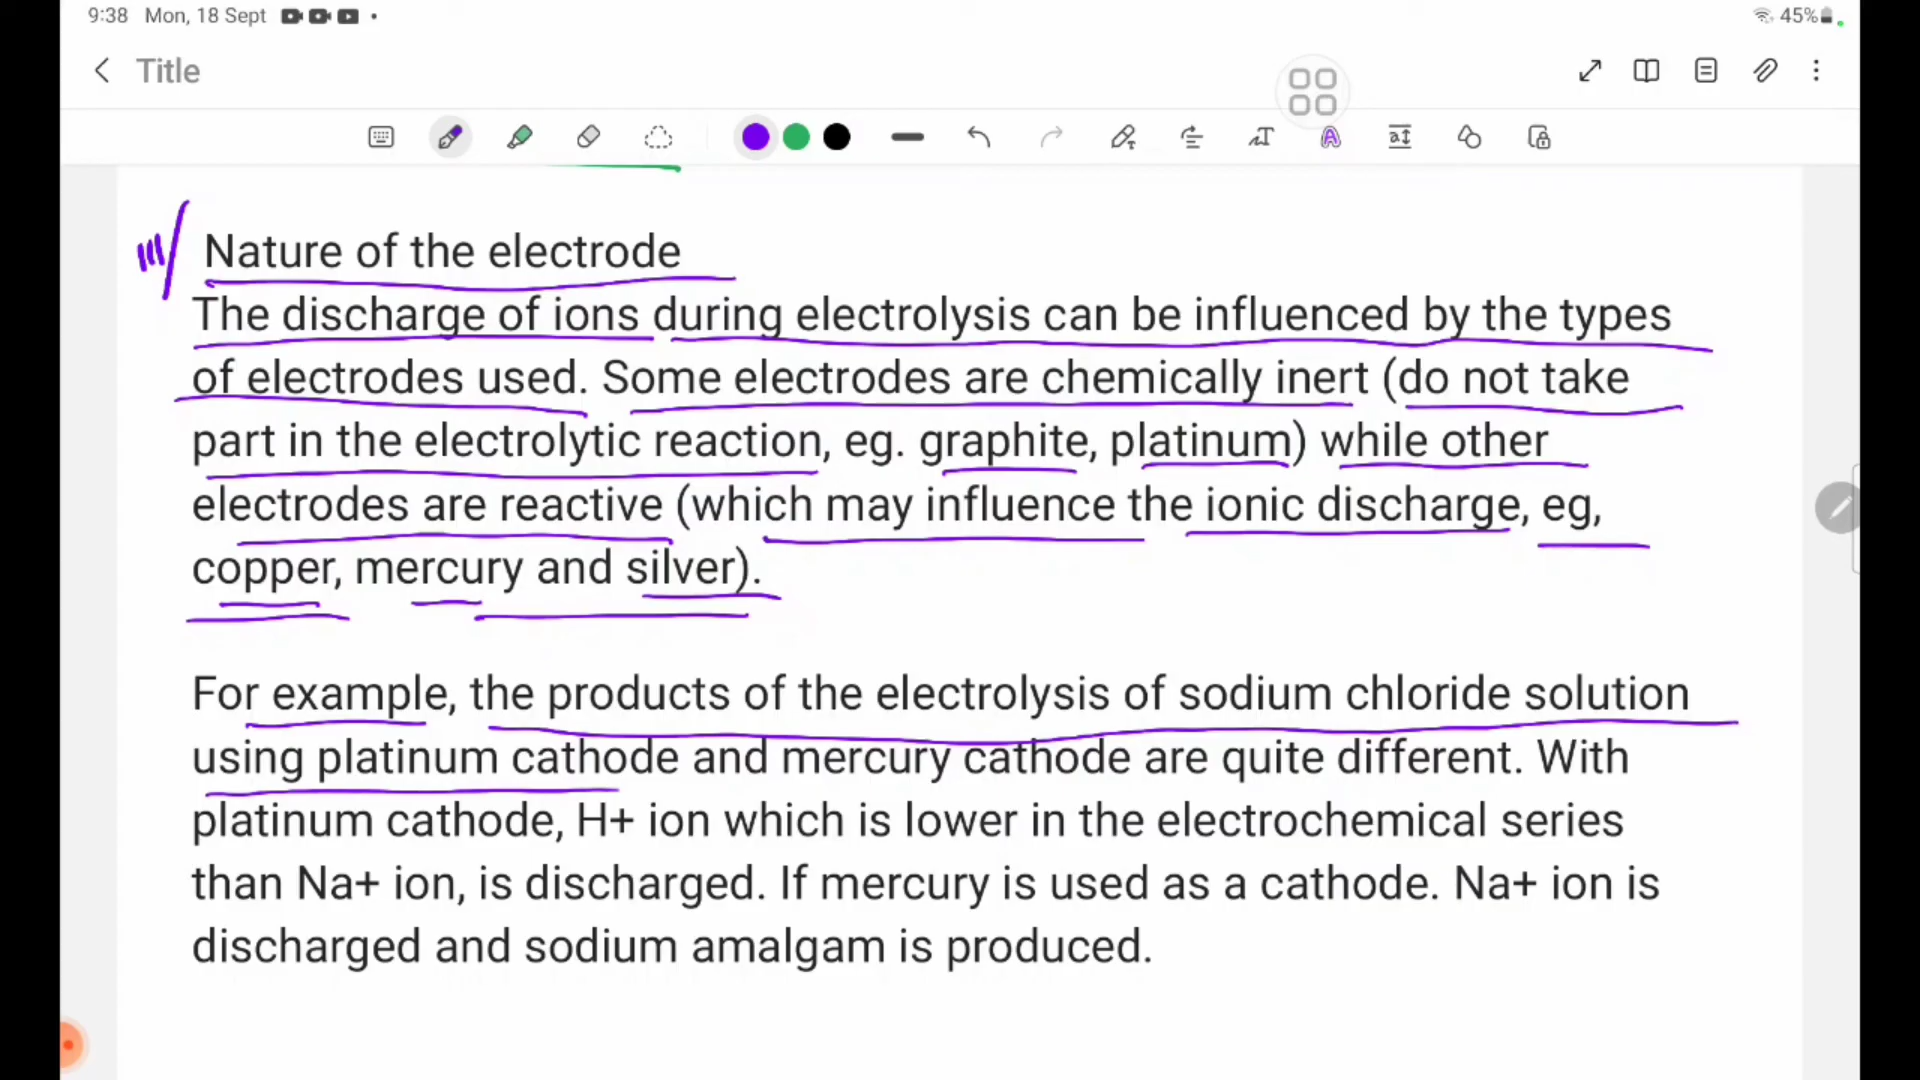 9:38 Mon, 18 Sept
45%
Title
Nature of the electrode
The discharge of ions during electrolysis can be influenced by the types
of electrodes used. Some electrodes are chemically inert (do not take
part in the electrolytic reaction, eg. graphite, platinum) while other
electrodes are reactive (which may influence the ionic discharge, eg,
copper, mercury and silver).
For example, the products of the electrolysis of sodium chloride solution
using platinum cathode and mercury cathode are quite different. With
platinum cathode, H+ ion which is lower in the electrochemical series
than Na+ ion, is discharged. If mercury is used as a cathode. Na+ ion is
discharged and sodium amalgam is produced.